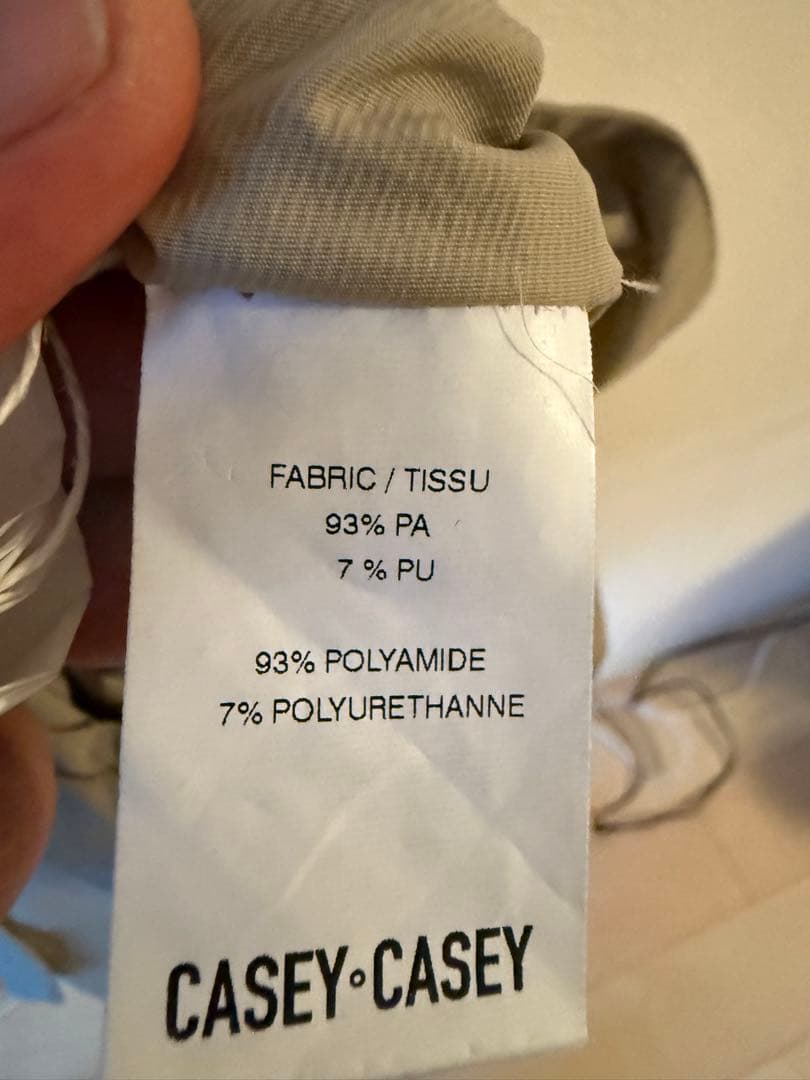 FABRIC / TISSU
93% PA
7 % PU
93% POLYAMIDE
7% POLYURETHANNE
CASEY∘CASEY